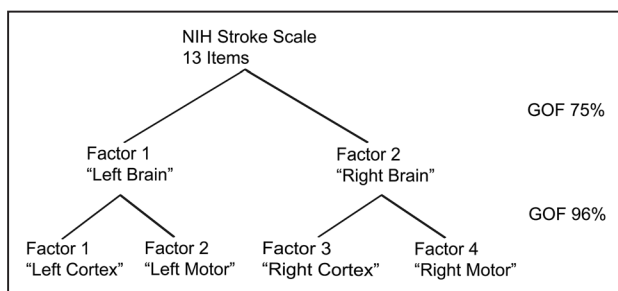 NIH Stroke Scale
13 Items
GOF 75%
Factor 1
“Left Brain”
Factor 2
“Right Brain”
GOF 96%
Factor 1
“Left Cortex”
Factor 2
“Left Motor”
Factor 3
“Right Cortex”
Factor 4
“Right Motor”